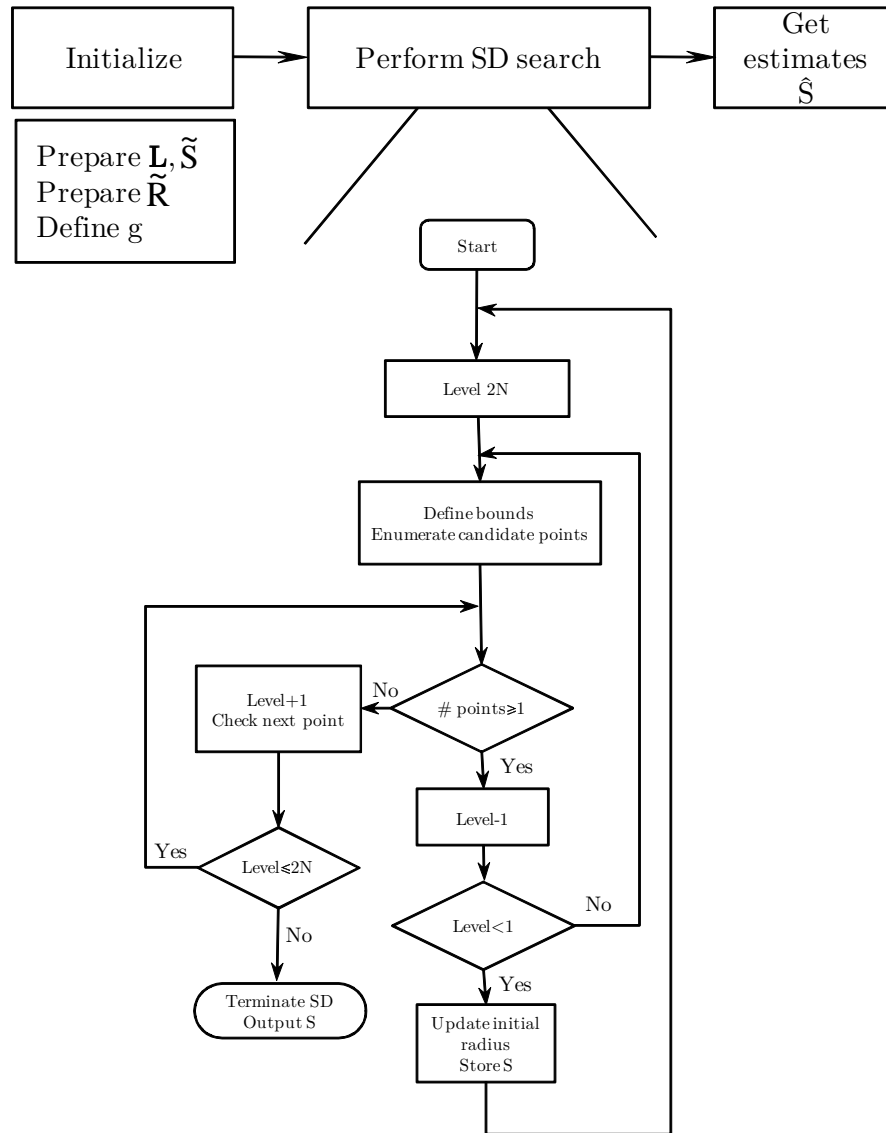 Initialize
Perform SD search
Get
estimates
Ŝ
Prepare L, S̃
Prepare R̃
Define g
Start
Level 2N
Define bounds
Enumerate candidate points
# points⩾1
No
Level+1
Check next point
Yes
Level-1
Level⩽2N
Yes
No
Level<1
No
Yes
Terminate SD
Output S
Update initial
radius
Store S